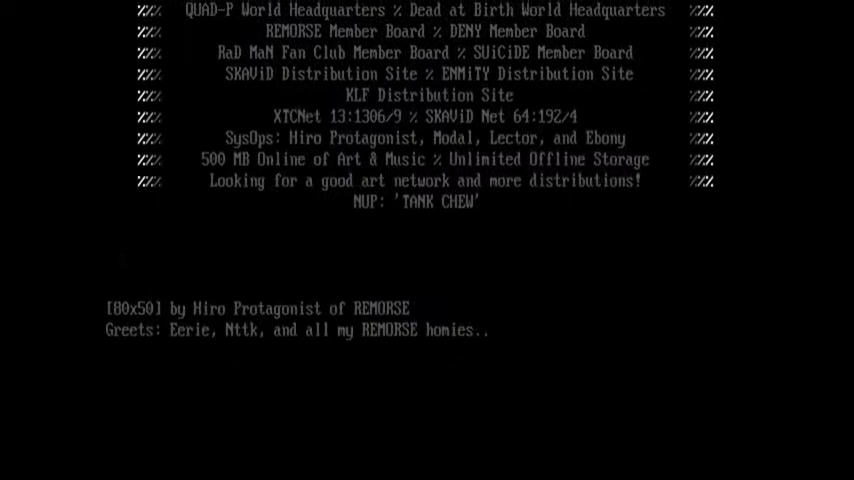 %%% QUAD-P World Headquarters % Dead at Birth World Headquarters %%%
%%% REMORSE Member Board % DENY Member Board %%%
%%% RaD MaN Fan Club Member Board % SUiCiDE Member Board %%%
%%% SKAViD Distribution Site % ENMiTY Distribution Site %%%
%%% KLF Distribution Site %%%
%%% XTCNet 13:1306/9 % SKAViD Net 64:192/4 %%%
%%% SysOps: Hiro Protagonist, Modal, Lector, and Ebony %%%
%%% 500 MB Online of Art & Music % Unlimited Offline Storage %%%
%%% Looking for a good art network and more distributions! %%%
NUP: 'TANK CHEW'
[80x50] by Hiro Protagonist of REMORSE
Greets: Eerie, Nttk, and all my REMORSE homies..